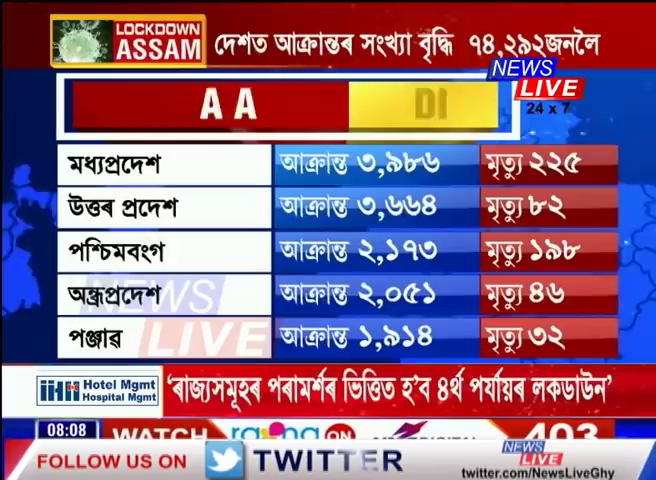 LOCKDOWN
ASSAM
দেশত আক্ৰান্তৰ সংখ্যা বৃদ্ধি ৭৪,২৯২জনলৈ
NEWS
LIVE
24 x 7
A A
DI
মধ্যপ্ৰদেশ আক্ৰান্ত ৩,৯৮৬ মৃত্যু ২২৫
উত্তৰ প্ৰদেশ আক্ৰান্ত ৩,৬৬৪ মৃত্যু ৮২
পশ্চিমবংগ আক্ৰান্ত ২,১৭৩ মৃত্যু ১৯৮
অন্ধ্ৰপ্ৰদেশ আক্ৰান্ত ২,০৫১ মৃত্যু ৪৬
পঞ্জাৱ আক্ৰান্ত ১,৯১৪ মৃত্যু ৩২
NEWS
LIVE
Hotel Mgmt
Hospital Mgmt
‘ৰাজ্যসমূহৰ পৰামৰ্শৰ ভিত্তিত হ’ব ৪ৰ্থ পৰ্যায়ৰ লকডাউন’
08:08
WATCH ON 403
FOLLOW US ON TWITTER
NEWS
LIVE
twitter.com/NewsLiveGhy